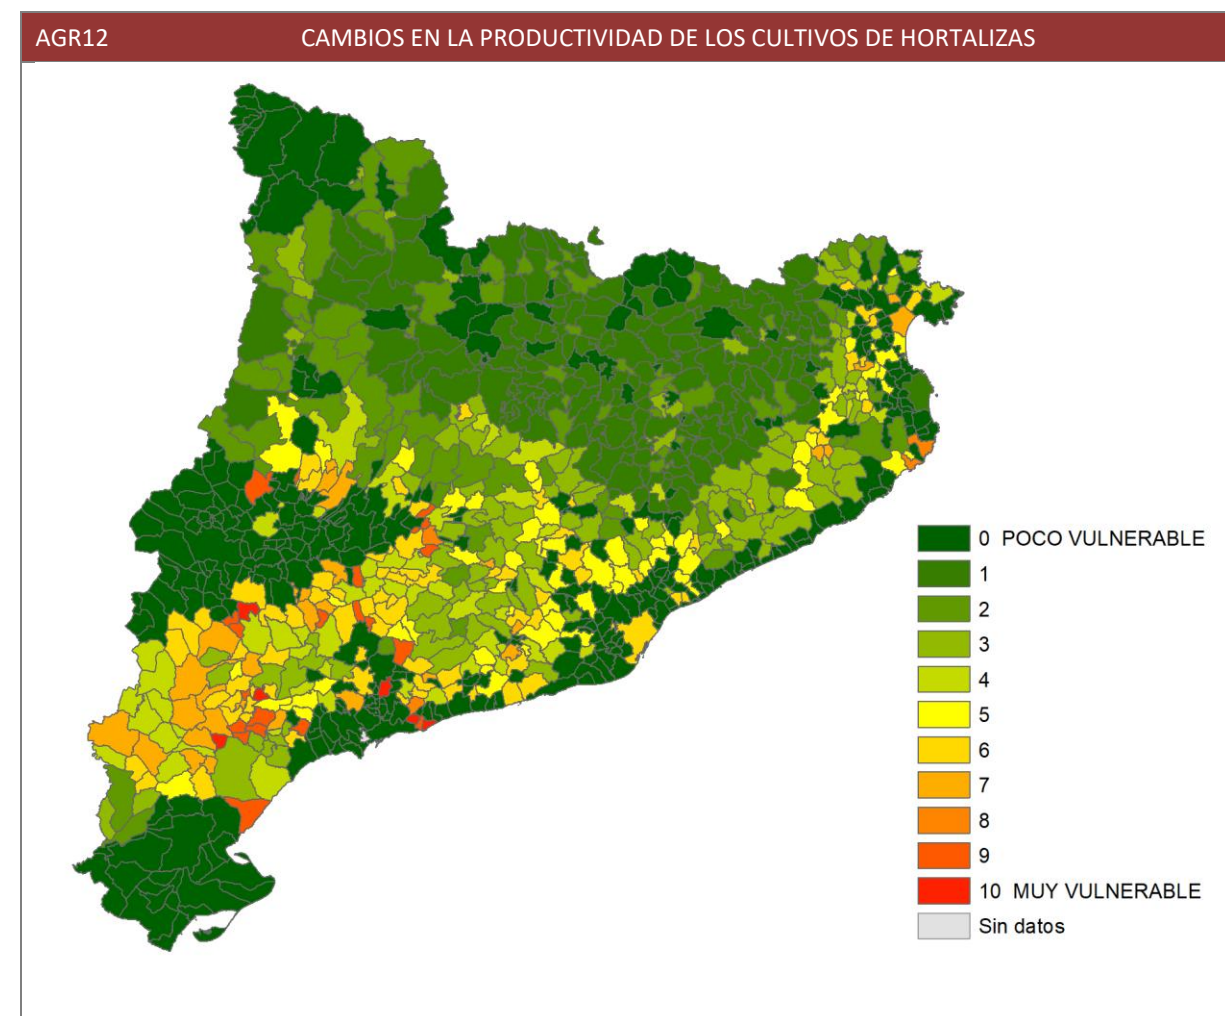 AGR12 CAMBIOS EN LA PRODUCTIVIDAD DE LOS CULTIVOS DE HORTALIZAS
0 POCO VULNERABLE
1
2
3
4
5
6
7
8
9
10 MUY VULNERABLE
Sin datos